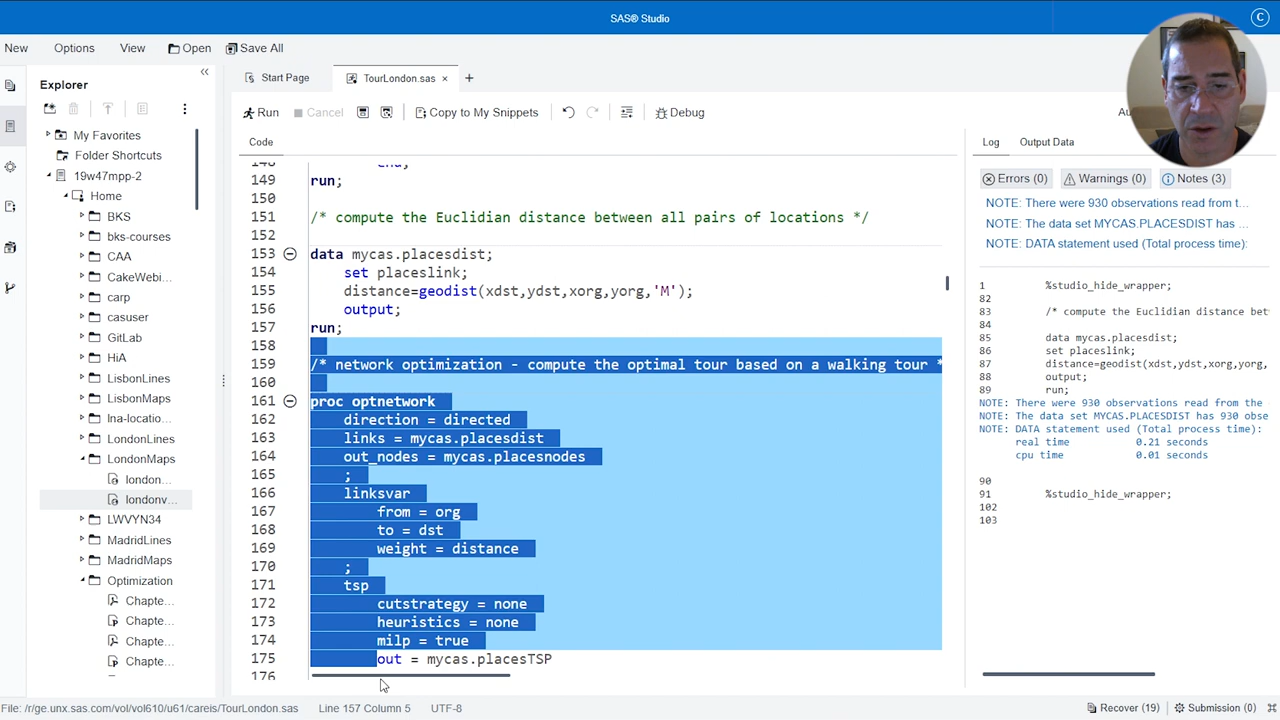 SAS® Studio
C
New Options View Open Save All
Explorer
Start Page TourLondon.sas × +
Run Cancel Copy to My Snippets Debug Au
Code
My Favorites
Folder Shortcuts
19w47mpp-2
Home
BKS
bks-courses
CAA
CakeWebi...
carp
casuser
GitLab
HiA
LisbonLines
LisbonMaps
lna-locatio...
LondonLines
LondonMaps
london...
londonv...
LWVYN34
MadridLines
MadridMaps
Optimization
Chapte...
Chapte...
Chapte...
Chapte...
148 end;
149 run;
150
151 /* compute the Euclidian distance between all pairs of locations */
152
153 data mycas.placesdist;
154 set placeslink;
155 distance=geodist(xdst,ydst,xorg,yorg,'M');
156 output;
157 run;
158
159 /* network optimization - compute the optimal tour based on a walking tour *
160
161 proc optnetwork
162 direction = directed
163 links = mycas.placesdist
164 out_nodes = mycas.placesnodes
165 ;
166 linksvar
167 from = org
168 to = dst
169 weight = distance
170 ;
171 tsp
172 cutstrategy = none
173 heuristics = none
174 milp = true
175 out = mycas.placesTSP
176
Log Output Data
Errors (0) Warnings (0) Notes (3)
NOTE: There were 930 observations read from t...
NOTE: The data set MYCAS.PLACESDIST has ...
NOTE: DATA statement used (Total process time):
1 %studio_hide_wrapper;
82
83 /* compute the Euclidian distance bet
84
85 data mycas.placesdist;
86 set placeslink;
87 distance=geodist(xdst,ydst,xorg,yorg,
88 output;
89 run;
NOTE: There were 930 observations read from the
NOTE: The data set MYCAS.PLACESDIST has 930 obse
NOTE: DATA statement used (Total process time):
real time 0.21 seconds
cpu time 0.01 seconds
90
91 %studio_hide_wrapper;
102
103
/r/ge.unx.sas.com/vol/vol610/u61/careis/TourLondon.sas Line 157 Column 5 UTF-8 Recover (19) Submission (0)